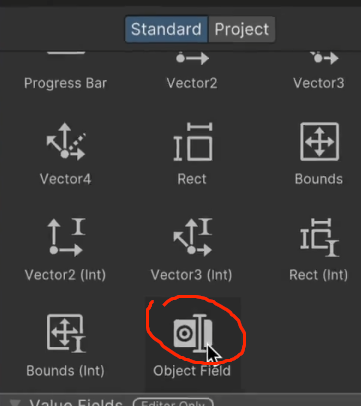 Standard Project
Progress Bar Vector2 Vector3
Vector4 Rect Bounds
Vector2 (Int) Vector3 (Int) Rect (Int)
Bounds (Int) Object Field
Value Fields Editor Only